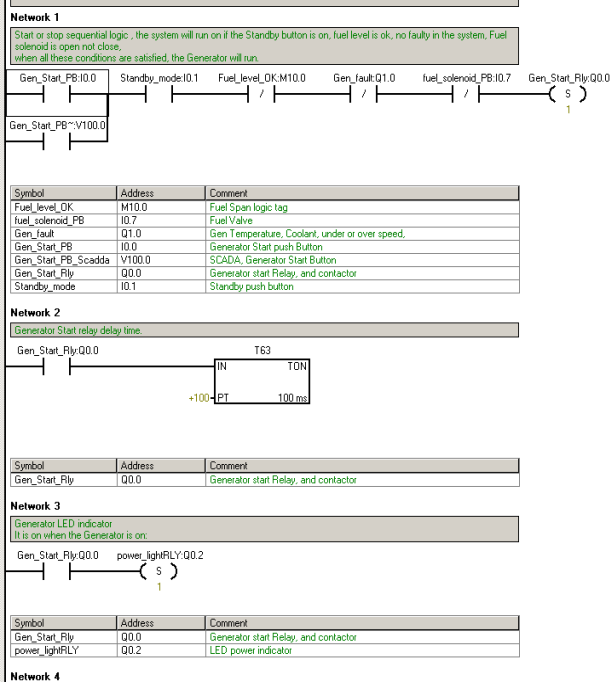 Network 1
Start or stop sequential logic , the system will run on if the Standby button is on, fuel level is ok, no faulty in the system, Fuel
solenoid is open not close,
when all these conditions are satisfied, the Generator will run.
Gen_Start_PB:I0.0 Standby_mode:I0.1 Fuel_level_OK:M10.0 Gen_fault:Q1.0 fuel_solenoid_PB:I0.7 Gen_Start_Rly:Q0.0
/ / / S
1
Gen_Start_PB~:V100.0
Symbol Address Comment
Fuel_level_OK M10.0 Fuel Span logic tag
fuel_solenoid_PB I0.7 Fuel Valve
Gen_fault Q1.0 Gen Temperature, Coolant, under or over speed,
Gen_Start_PB I0.0 Generator Start push Button
Gen_Start_PB_Scadda V100.0 SCADA, Generator Start Button
Gen_Start_Rly Q0.0 Generator start Relay, and contactor
Standby_mode I0.1 Standby push button
Network 2
Generator Start relay delay time.
Gen_Start_Rly:Q0.0 T63
IN TON
+100 PT 100 ms
Symbol Address Comment
Gen_Start_Rly Q0.0 Generator start Relay, and contactor
Network 3
Generator LED indicator
It is on when the Generator is on:
Gen_Start_Rly:Q0.0 power_lightRLY:Q0.2
S
1
Symbol Address Comment
Gen_Start_Rly Q0.0 Generator start Relay, and contactor
power_lightRLY Q0.2 LED power indicator
Network 4